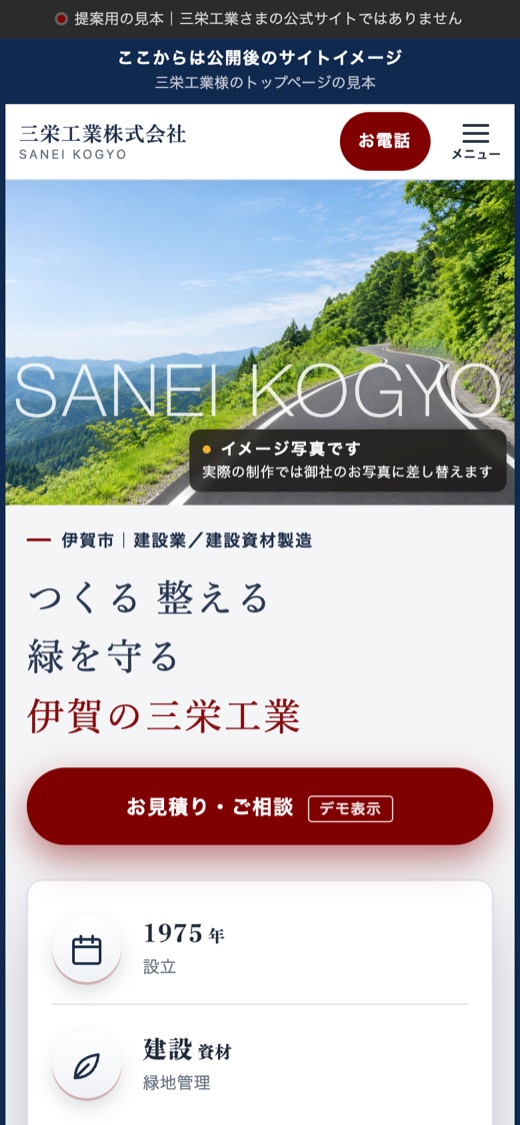 提案用の見本｜三栄工業さまの公式サイトではありません
ここからは公開後のサイトイメージ
三栄工業様のトップページの見本
三栄工業株式会社
SANEI KOGYO
お電話
メニュー
SANEI KOGYO
イメージ写真です
実際の制作では御社のお写真に差し替えます
伊賀市｜建設業／建設資材製造
つくる 整える
緑を守る
伊賀の三栄工業
お見積り・ご相談 デモ表示
1975 年
設立
建設 資材
緑地管理